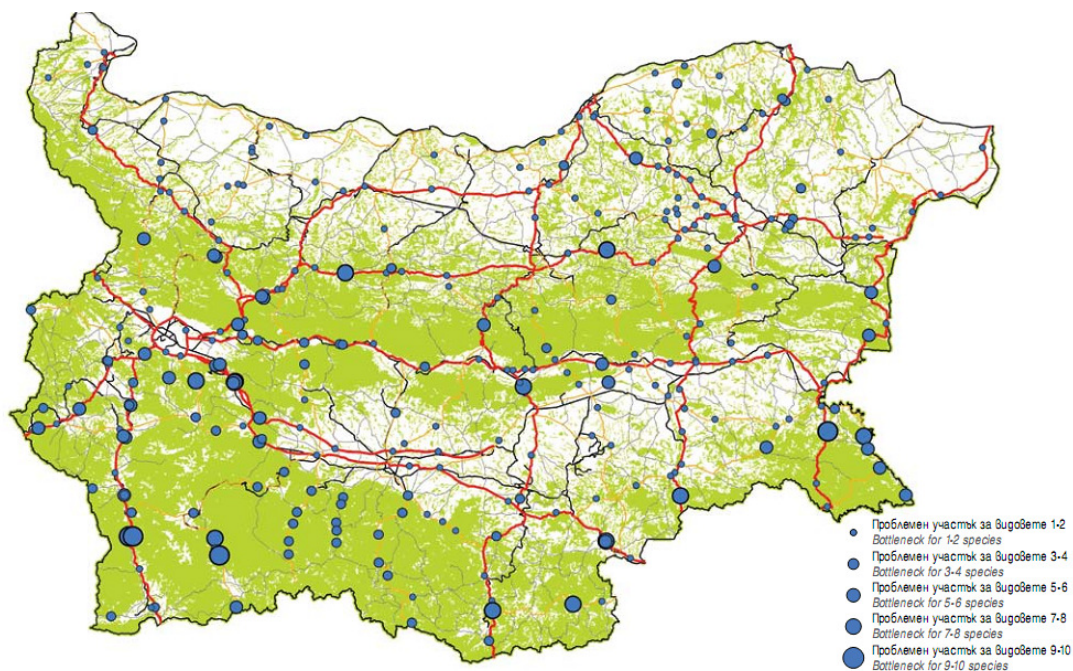 Проблемен участък за видовете 1-2
Bottleneck for 1-2 species
Проблемен участък за видовете 3-4
Bottleneck for 3-4 species
Проблемен участък за видовете 5-6
Bottleneck for 5-6 species
Проблемен участък за видовете 7-8
Bottleneck for 7-8 species
Проблемен участък за видовете 9-10
Bottleneck for 9-10 species